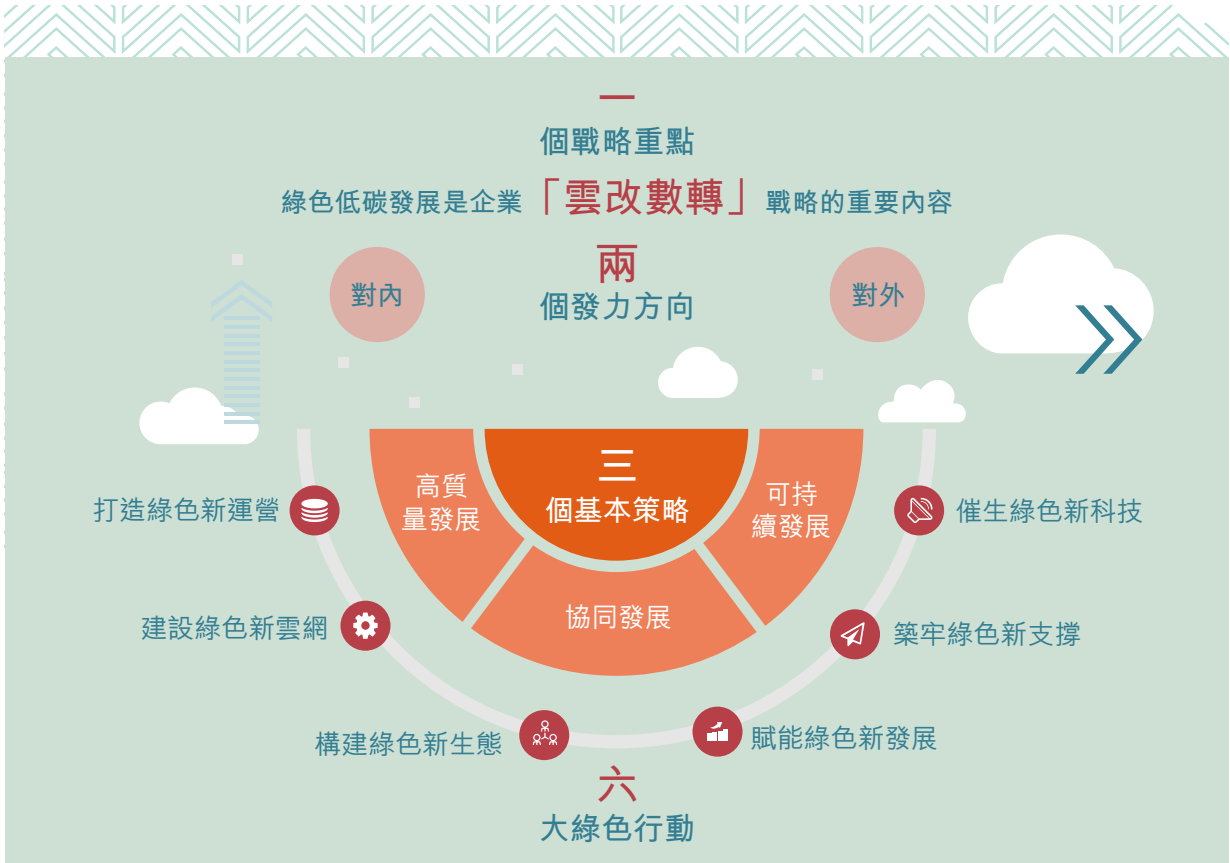 一
個戰略重點
綠色低碳發展是企業「雲改數轉」戰略的重要內容
兩
個發力方向
對內
對外
三
個基本策略
高質
量發展
協同發展
可持
續發展
打造綠色新運營
建設綠色新雲網
構建綠色新生態
賦能綠色新發展
築牢綠色新支撐
催生綠色新科技
六
大綠色行動